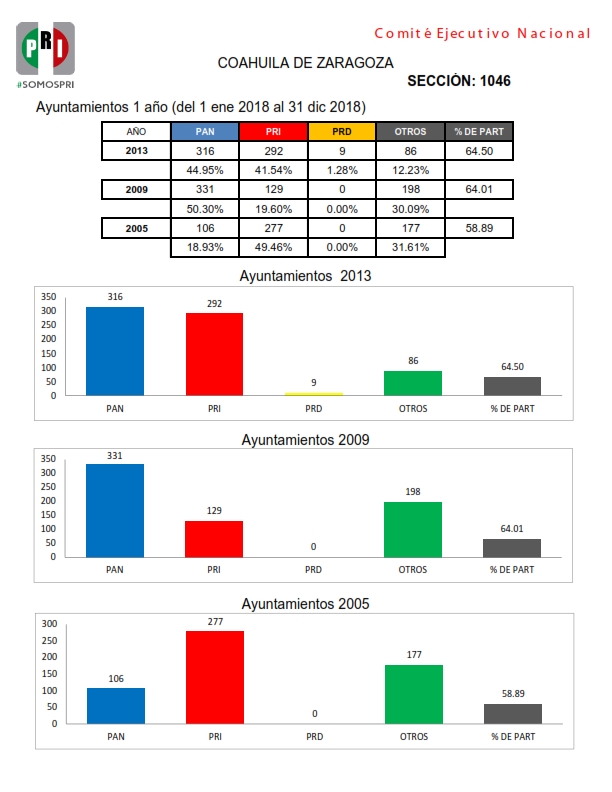 Comité Ejecutivo Nacional
PRI
#SOMOSPRI
COAHUILA DE ZARAGOZA
SECCIÓN: 1046
Ayuntamientos 1 año (del 1 ene 2018 al 31 dic 2018)
AÑO PAN PRI PRD OTROS % DE PART
2013 316 292 9 86 64.50
44.95% 41.54% 1.28% 12.23%
2009 331 129 0 198 64.01
50.30% 19.60% 0.00% 30.09%
2005 106 277 0 177 58.89
18.93% 49.46% 0.00% 31.61%
Ayuntamientos 2013
350
300
250
200
150
100
50
0
316 292 9 86 64.50
PAN PRI PRD OTROS % DE PART
Ayuntamientos 2009
350
300
250
200
150
100
50
0
331 129 0 198 64.01
PAN PRI PRD OTROS % DE PART
Ayuntamientos 2005
300
250
200
150
100
50
0
106 277 0 177 58.89
PAN PRI PRD OTROS % DE PART